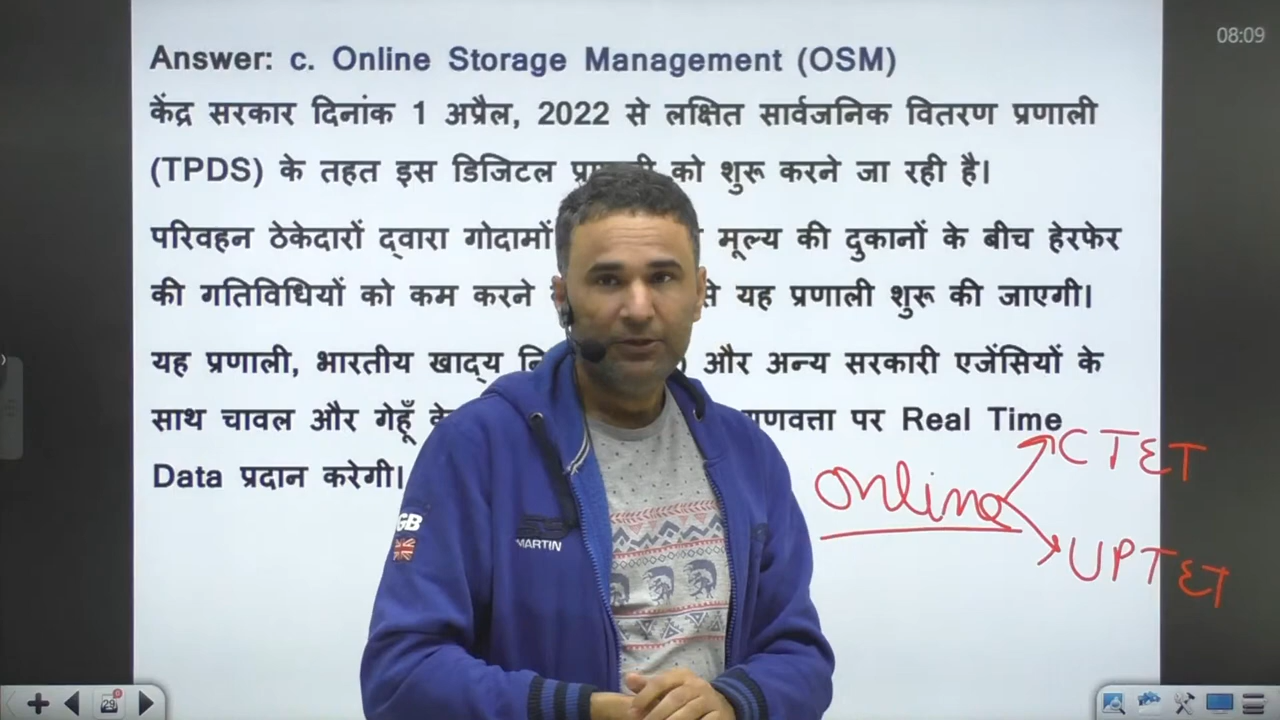 08:09
Answer: c. Online Storage Management (OSM)
केंद्र सरकार दिनांक 1 अप्रैल, 2022 से लक्षित सार्वजनिक वितरण प्रणाली
(TPDS) के तहत इस डिजिटल को शुरू करने जा रही है।
परिवहन ठेकेदारों द्वारा गोदामों मूल्य की दुकानों के बीच हेरफेर
की गतिविधियों को कम करने यह प्रणाली शुरू की जाएगी।
यह प्रणाली, भारतीय खाद्य और अन्य सरकारी एजेंसियों के
साथ चावल और गेहूँ पर Real Time
Data प्रदान करेगी।
Online
CTET
UPTET
GB
MARTIN
29